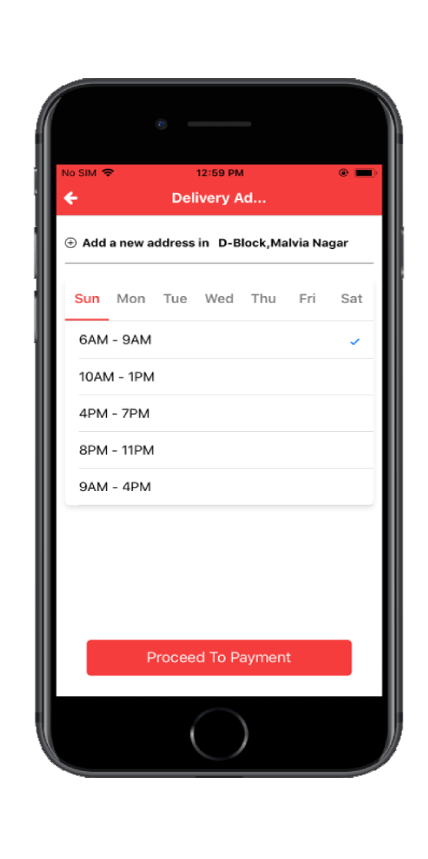 No SIM 12:59 PM
Delivery Ad...
Add a new address in D-Block,Malvia Nagar
Sun Mon Tue Wed Thu Fri Sat
6AM - 9AM
10AM - 1PM
4PM - 7PM
8PM - 11PM
9AM - 4PM
Proceed To Payment